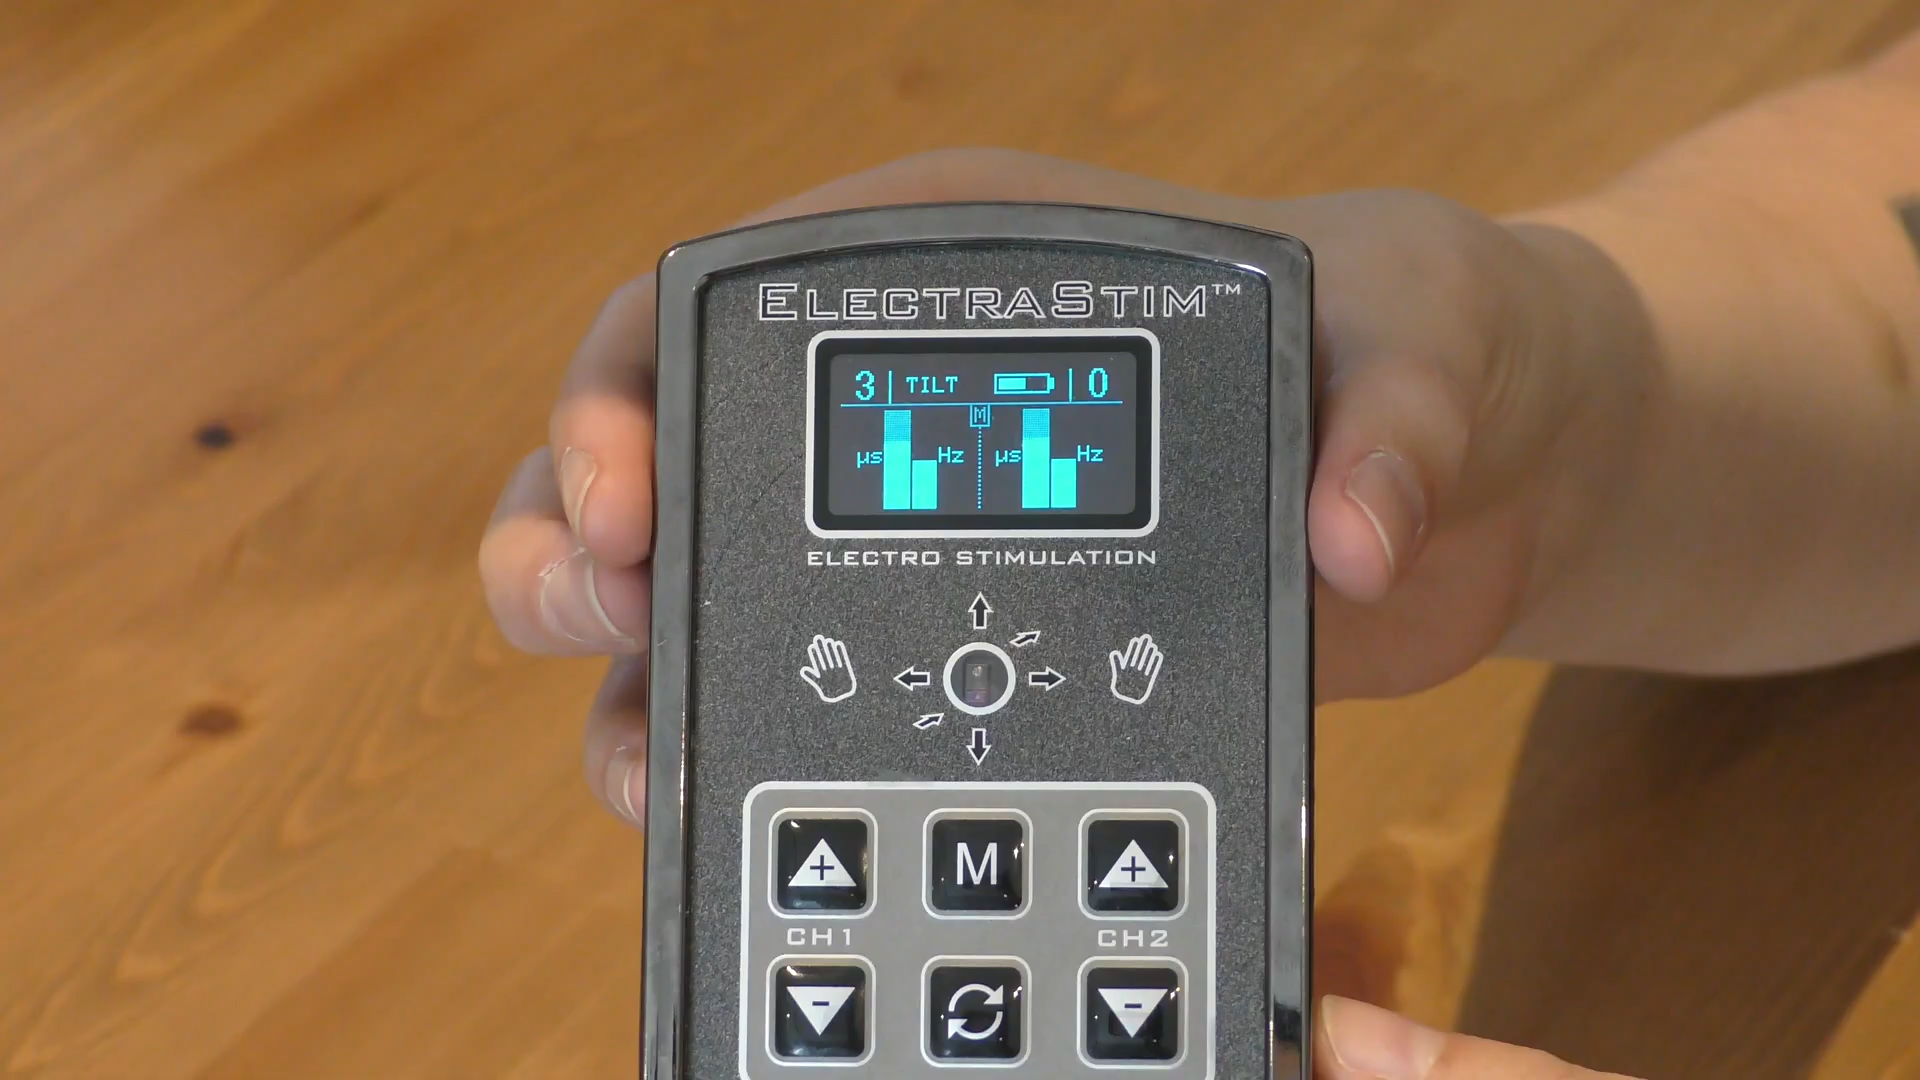 ELECTRASTIM™
3 | TILT | 0
M
µs Hz µs Hz
ELECTRO STIMULATION
+ M +
CH1 CH2
- -